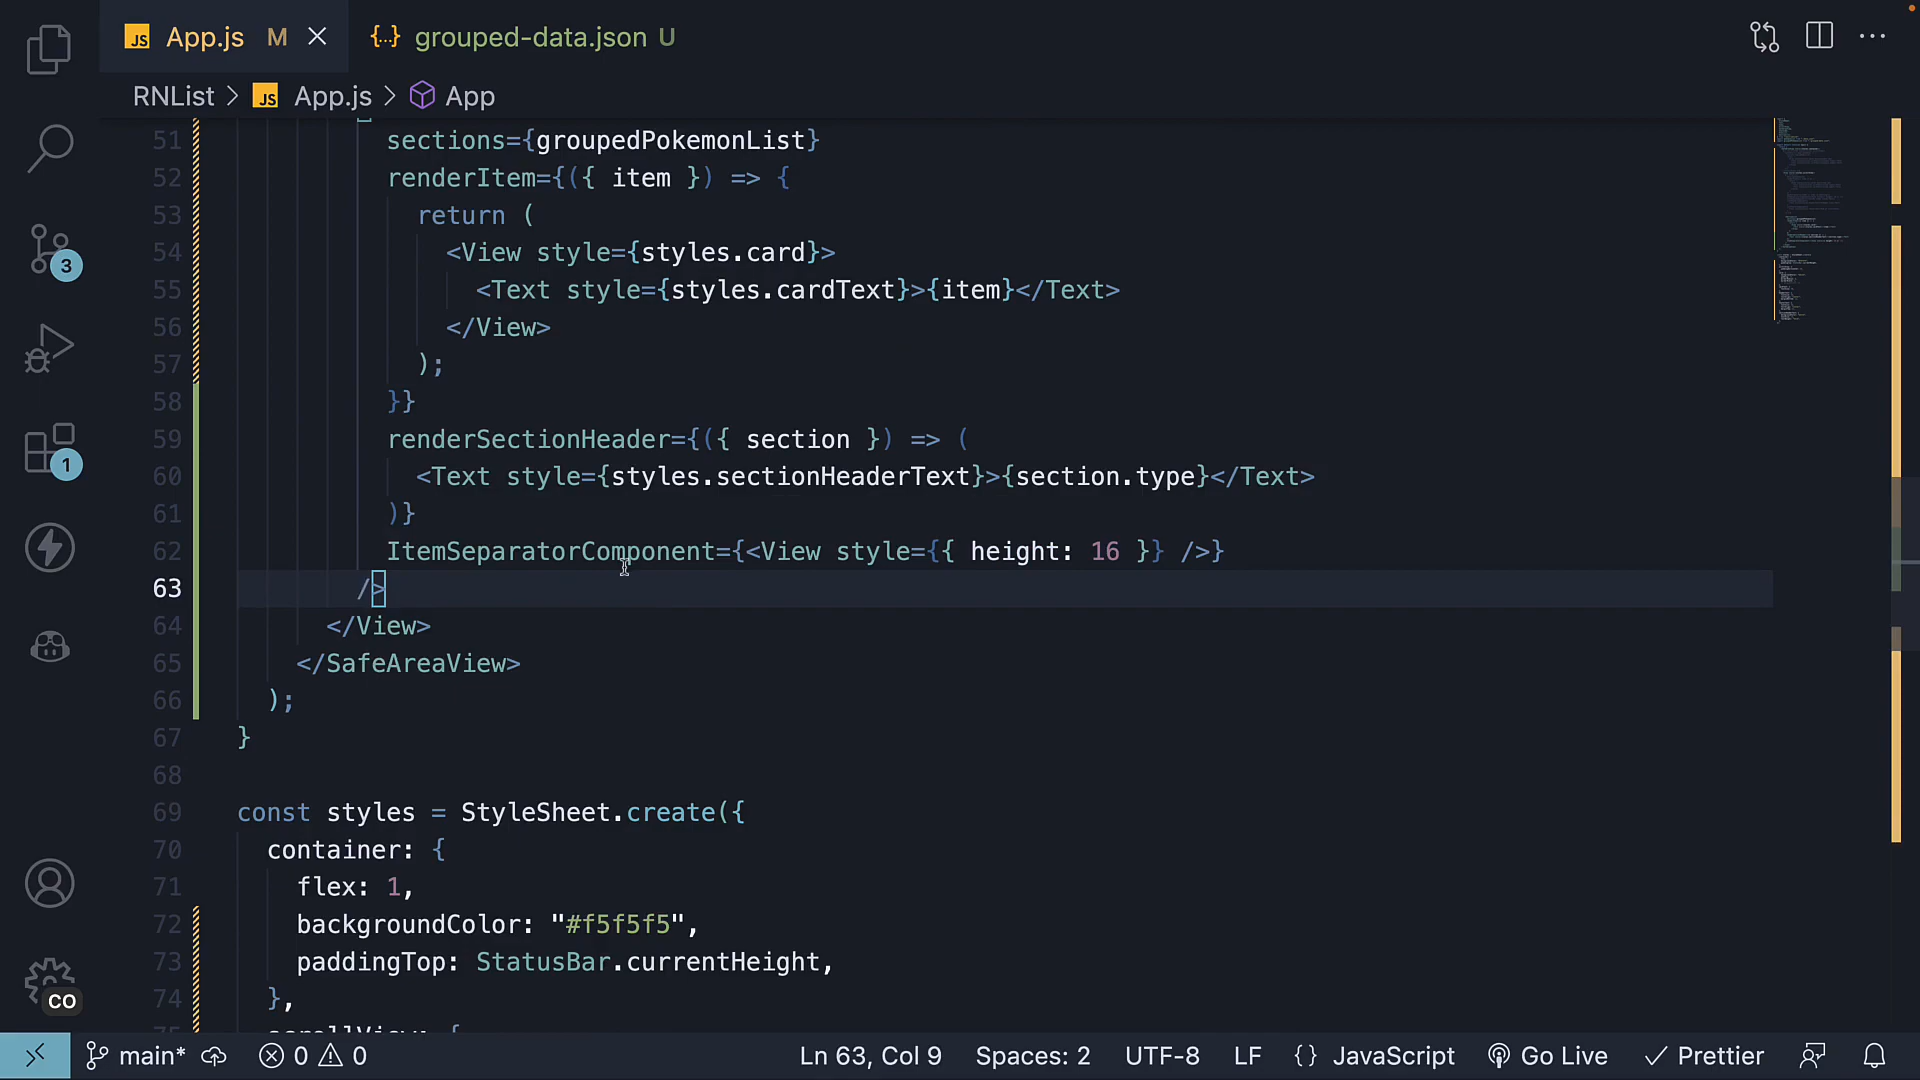 JS App.js M
{..} grouped-data.json U
RNList > JS App.js > App
51 sections={groupedPokemonList}
52 renderItem={({ item }) => {
53 return (
54 <View style={styles.card}>
55 <Text style={styles.cardText}>{item}</Text>
56 </View>
57 );
58 }}
59 renderSectionHeader={({ section }) => (
60 <Text style={styles.sectionHeaderText}>{section.type}</Text>
61 )}
62 ItemSeparatorComponent={<View style={{ height: 16 }} />}
63 />
64 </View>
65 </SafeAreaView>
66 );
67 }
68
69 const styles = StyleSheet.create({
70 container: {
71 flex: 1,
72 backgroundColor: "#f5f5f5",
73 paddingTop: StatusBar.currentHeight,
74 },
3
1
CO
main* 0 0 Ln 63, Col 9 Spaces: 2 UTF-8 LF {} JavaScript Go Live Prettier